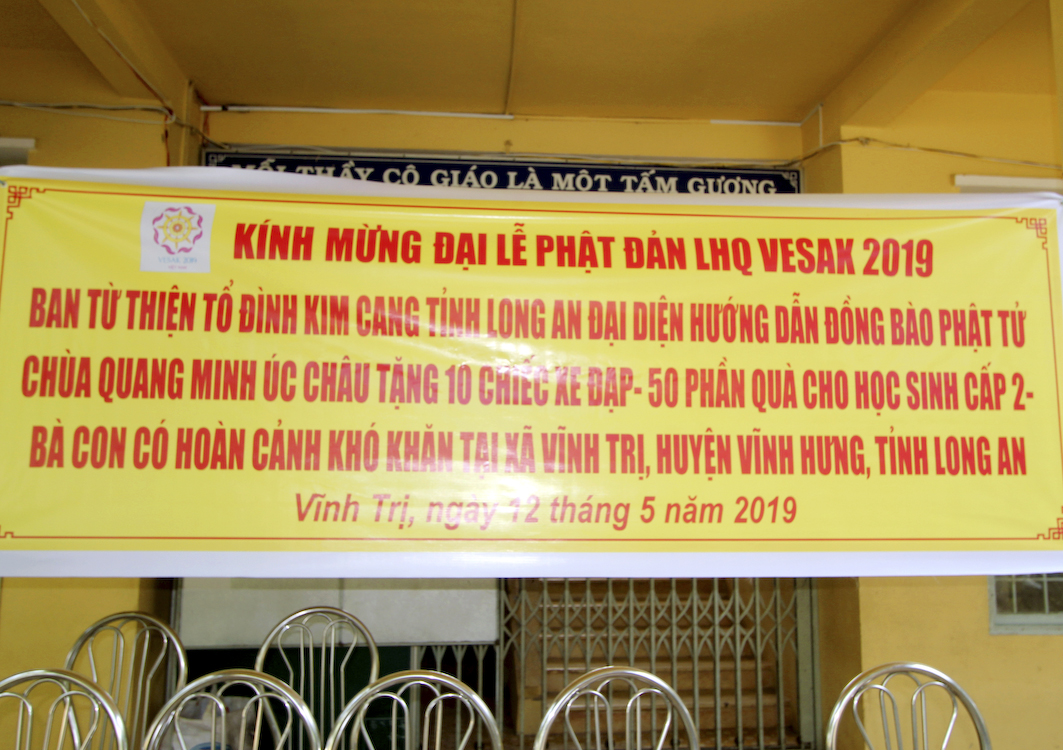 MỖI THẦY CÔ GIÁO LÀ MỘT TẤM GƯƠNG
VESAK 2019
VIET NAM
KÍNH MỪNG ĐẠI LỄ PHẬT ĐẢN LHQ VESAK 2019
BAN TỪ THIỆN TỔ ĐÌNH KIM CANG TỈNH LONG AN ĐẠI DIỆN HƯỚNG DẪN ĐỒNG BÀO PHẬT TỬ
CHÙA QUANG MINH ÚC CHÂU TẶNG 10 CHIẾC XE ĐẠP- 50 PHẦN QUÀ CHO HỌC SINH CẤP 2-
BÀ CON CÓ HOÀN CẢNH KHÓ KHĂN TẠI XÃ VĨNH TRỊ, HUYỆN VĨNH HƯNG, TỈNH LONG AN
Vĩnh Trị, ngày 12 tháng 5 năm 2019